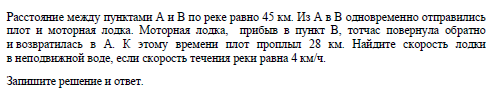 Расстояние между пунктами А и В по реке равно 45 км. Из А в В одновременно отправились
плот и моторная лодка. Моторная лодка, прибыв в пункт В, тотчас повернула обратно
и возвратилась в А. К этому времени плот проплыл 28 км. Найдите скорость лодки
в неподвижной воде, если скорость течения реки равна 4 км/ч.
Запишите решение и ответ.